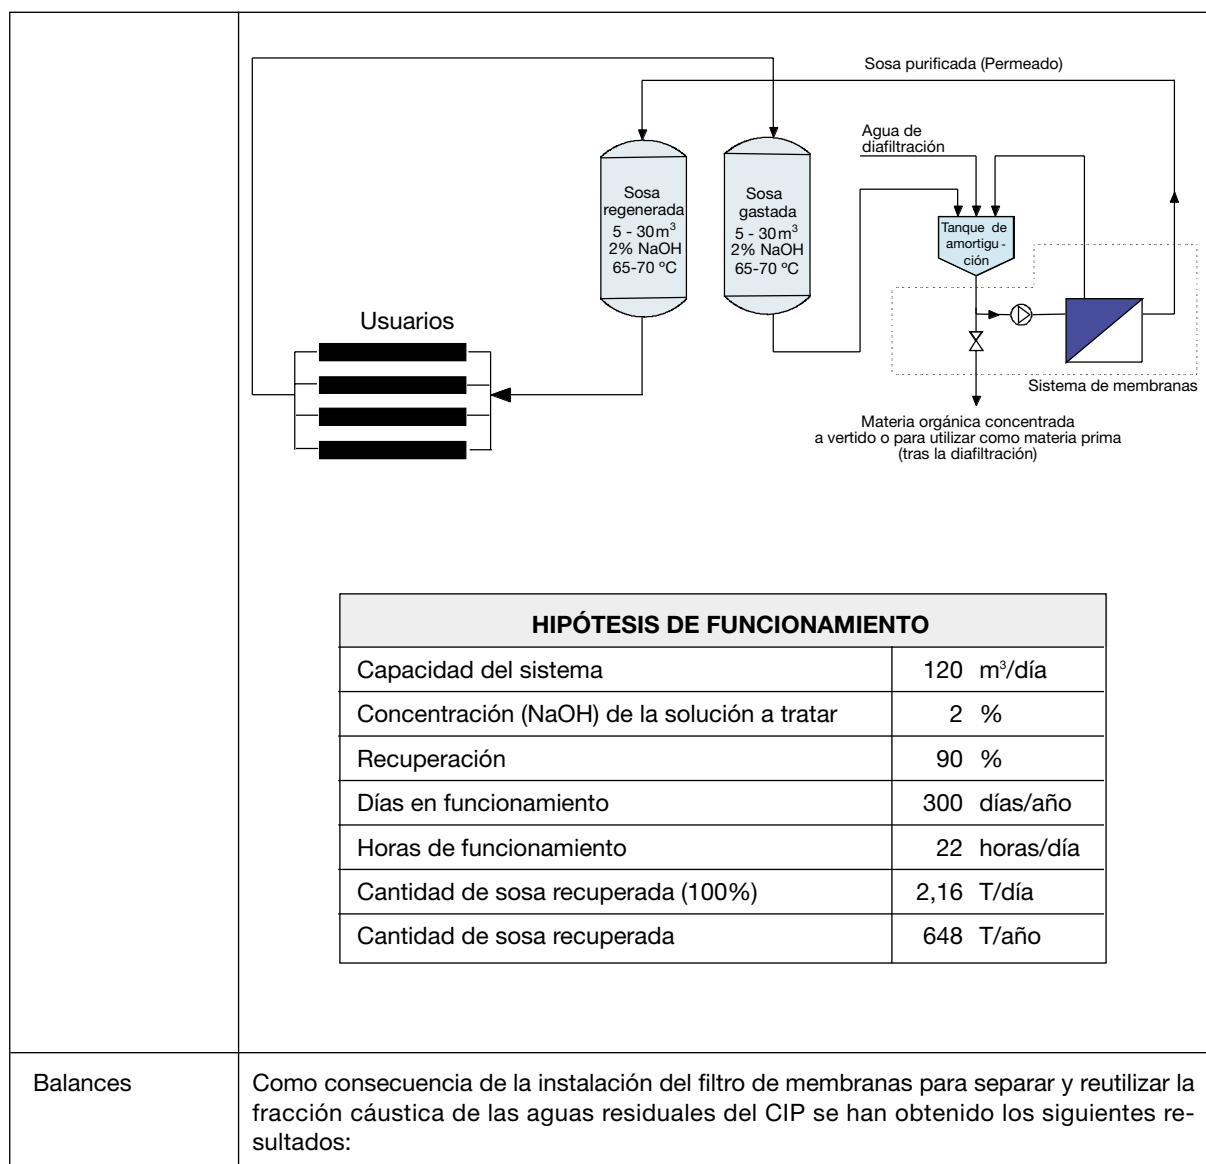 Sosa purificada (Permeado)
Agua de
diafiltración
Sosa
regenerada
5 - 30 m³
2% NaOH
65-70 ºC
Sosa
gastada
5 - 30 m³
2% NaOH
65-70 ºC
Tanque de
amortigu -
ción
Usuarios
Sistema de membranas
Materia orgánica concentrada
a vertido o para utilizar como materia prima
(tras la diafiltración)
HIPÓTESIS DE FUNCIONAMIENTO
Capacidad del sistema 120 m³/día
Concentración (NaOH) de la solución a tratar 2 %
Recuperación 90 %
Días en funcionamiento 300 días/año
Horas de funcionamiento 22 horas/día
Cantidad de sosa recuperada (100%) 2,16 T/día
Cantidad de sosa recuperada 648 T/año
Balances
Como consecuencia de la instalación del filtro de membranas para separar y reutilizar la
fracción cáustica de las aguas residuales del CIP se han obtenido los siguientes re-
sultados: